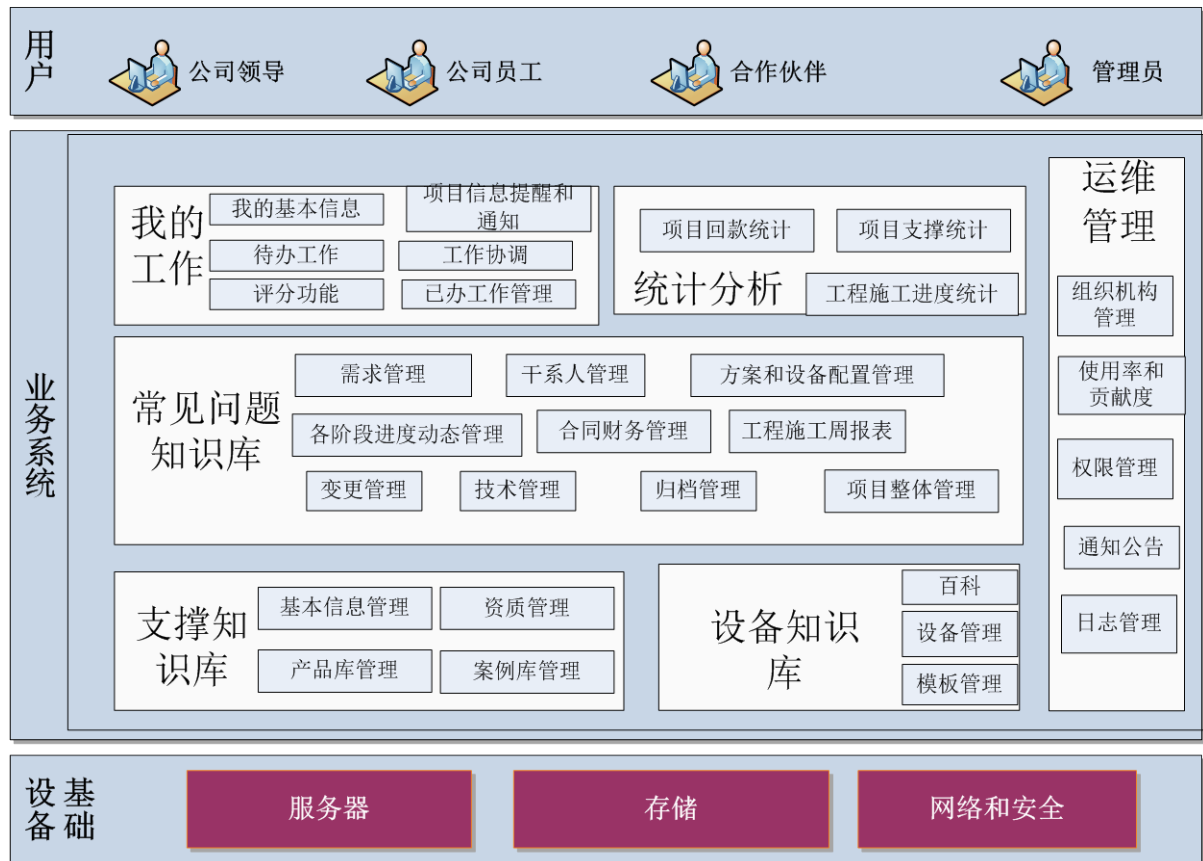 用户
公司领导
公司员工
合作伙伴
管理员
业务系统
我的
工作
我的基本信息
项目信息提醒和
通知
待办工作
工作协调
评分功能
已办工作管理
项目回款统计
项目支撑统计
统计分析
工程施工进度统计
常见问题
知识库
需求管理
干系人管理
方案和设备配置管理
各阶段进度动态管理
合同财务管理
工程施工周报表
变更管理
技术管理
归档管理
项目整体管理
支撑知
识库
基本信息管理
资质管理
产品库管理
案例库管理
设备知识
库
百科
设备管理
模板管理
运维
管理
组织机构
管理
使用率和
贡献度
权限管理
通知公告
日志管理
基础
设备
服务器
存储
网络和安全